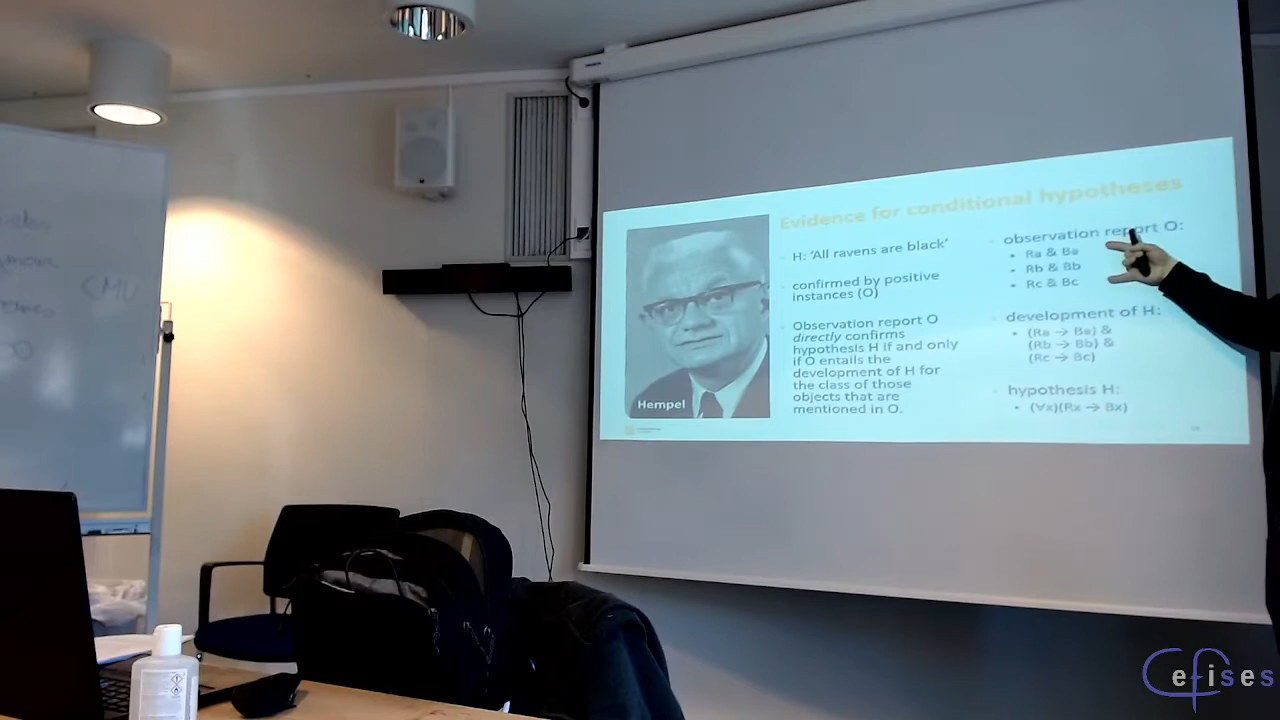 Evidence for conditional hypotheses
H: 'All ravens are black'
confirmed by positive
instances (O)
Observation report O
directly confirms
hypothesis H if and only
if O entails the
development of H for
the class of those
objects that are
mentioned in O.
Hempel
observation report O:
• Ra & Ba
• Rb & Bb
• Rc & Bc
development of H:
• (Ra → Ba) &
(Rb → Bb) &
(Rc → Bc)
hypothesis H:
• (∀x)(Rx → Bx)
CMU
Cefises